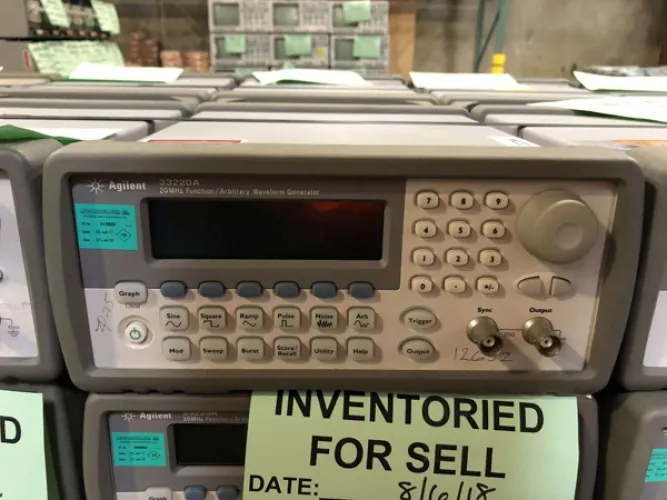 Agilent 33220A
20MHz Function/Arbitrary Waveform Generator
7 8 9
4 5 6
1 2 3
0 . +/-
Graph
Sine Square Ramp Pulse Noise Arb
Mod Sweep Burst Store/
Recall Utility Help
Trigger
Output
Sync Output
12652
Agilent 33220A
INVENTORIED
FOR SELL
DATE: 8/6/18
D